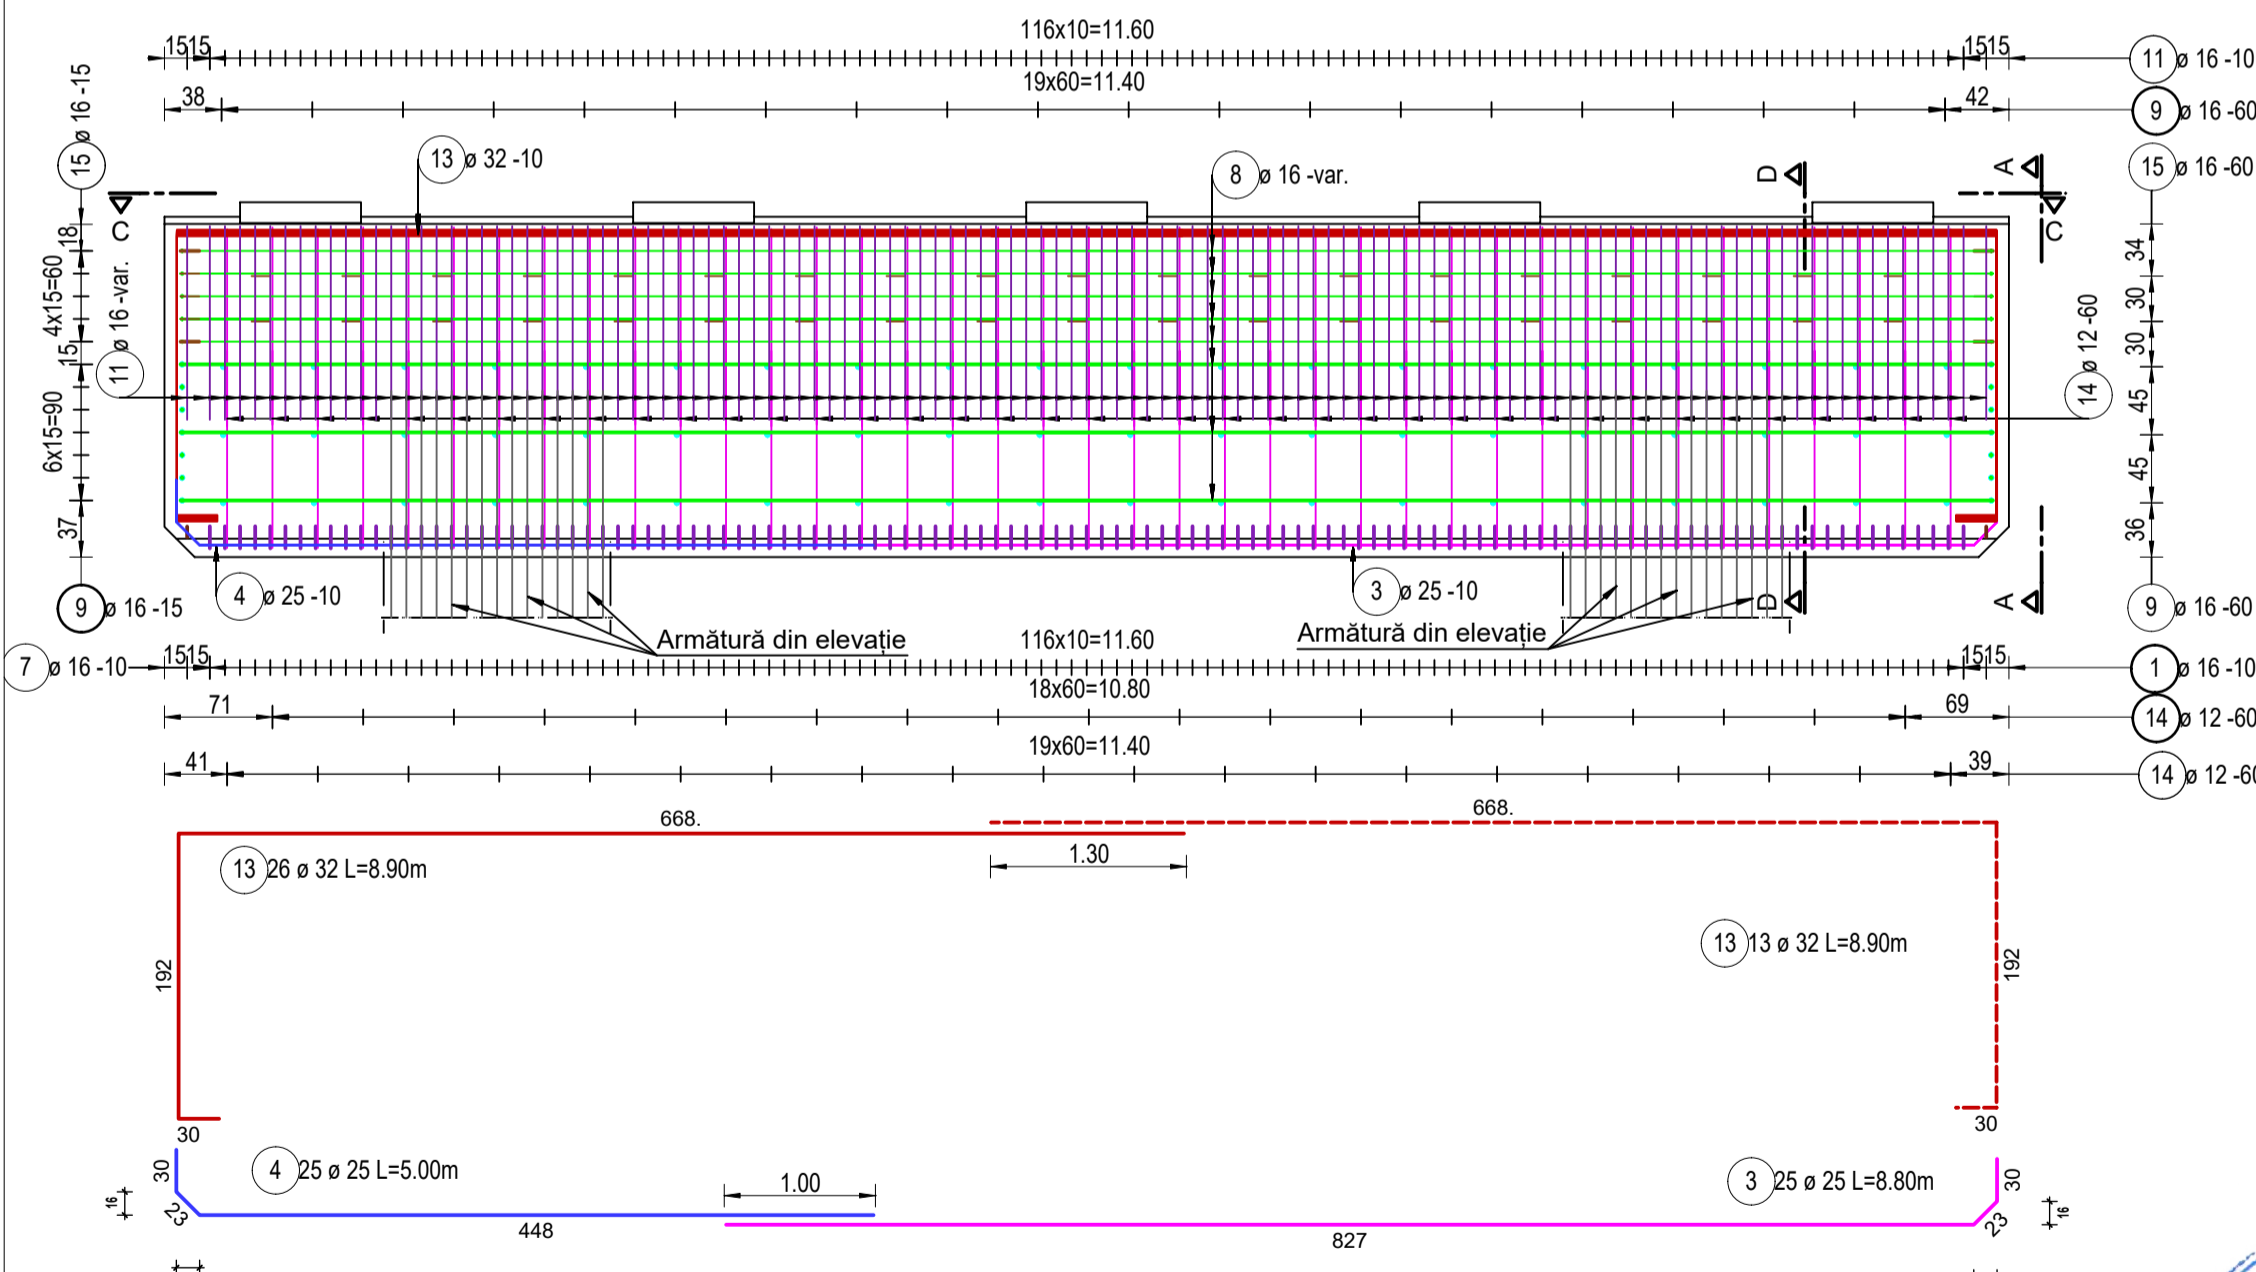 116x10=11.60
15 15
15 15
11 ø 16 -10
19x60=11.40
38
42
9 ø 16 -60
15 ø 16 -15
13 ø 32 -10
8 ø 16 -var.
D
A
15 ø 16 -60
C
C
18
4x15=60
15
6x15=90
37
11 ø 16 -var.
34
30
30
45
45
36
14 ø 12 -60
9 ø 16 -15
4 ø 25 -10
3 ø 25 -10
D
A
9 ø 16 -60
Armătură din elevație
Armătură din elevație
7 ø 16 -10
15 15
116x10=11.60
15 15
1 ø 16 -10
18x60=10.80
71
69
14 ø 12 -60
19x60=11.40
41
39
14 ø 12 -60
668.
668.
1.30
13 26 ø 32 L=8.90m
13 13 ø 32 L=8.90m
192
192
30
30
4 25 ø 25 L=5.00m
1.00
3 25 ø 25 L=8.80m
30
16
23
448
827
30
16
23